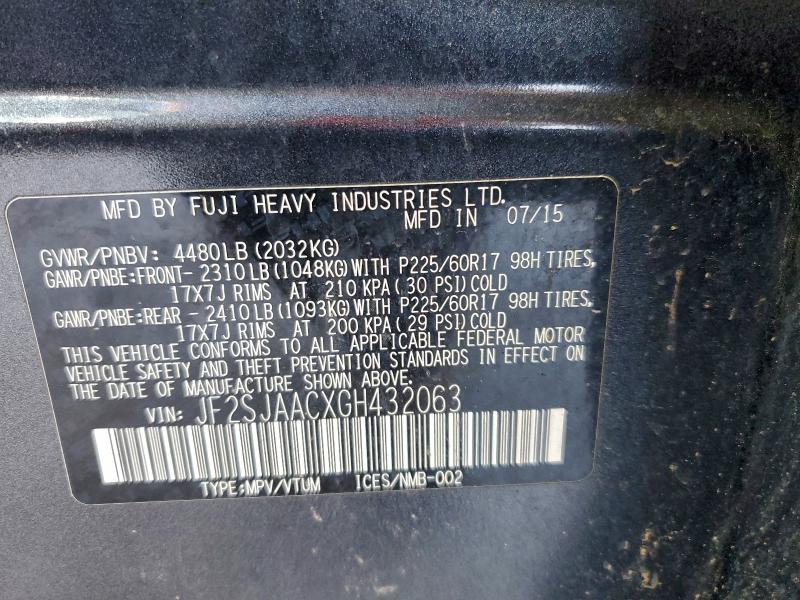 MFD BY FUJI HEAVY INDUSTRIES LTD.
MFD IN 07/15
GVWR/PNBV: 4480LB(2032KG)
GAWR/PNBE:FRONT-2310LB(1048KG)WITH P225/60R17 98H TIRES,
17X7J RIMS AT 210 KPA(30 PSI)COLD
GAWR/PNBE:REAR -2410LB(1093KG)WITH P225/60R17 98H TIRES,
17X7J RIMS AT 200 KPA(29 PSI)COLD
THIS VEHICLE CONFORMS TO ALL APPLICABLE FEDERAL MOTOR
VEHICLE SAFETY AND THEFT PREVENTION STANDARDS IN EFFECT ON
THE DATE OF MANUFACTURE SHOWN ABOVE.
VIN: JF2SJAACXGH432063
TYPE:MPV/VTUM ICES/NMB-002